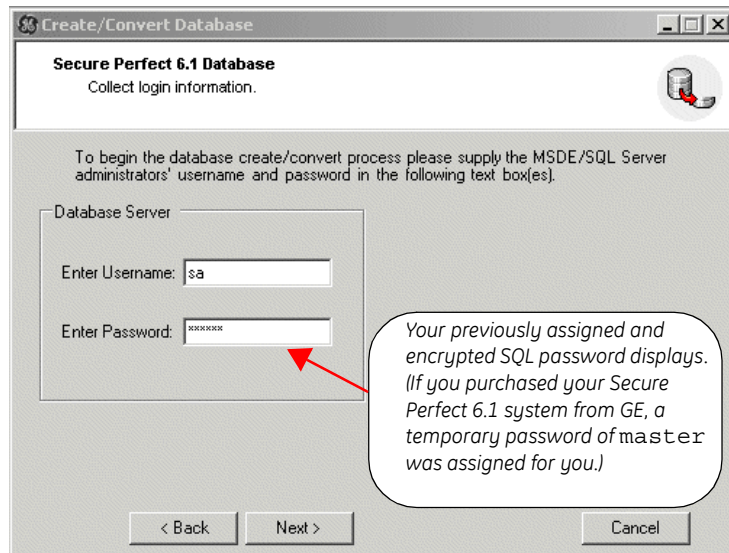 Create/Convert Database
Secure Perfect 6.1 Database
Collect login information.
To begin the database create/convert process please supply the MSDE/SQL Server
administrators' username and password in the following text box(es).
Database Server
Enter Username: sa
Enter Password: ××××××
Your previously assigned and
encrypted SQL password displays.
(If you purchased your Secure
Perfect 6.1 system from GE, a
temporary password of master
was assigned for you.)
< Back
Next >
Cancel